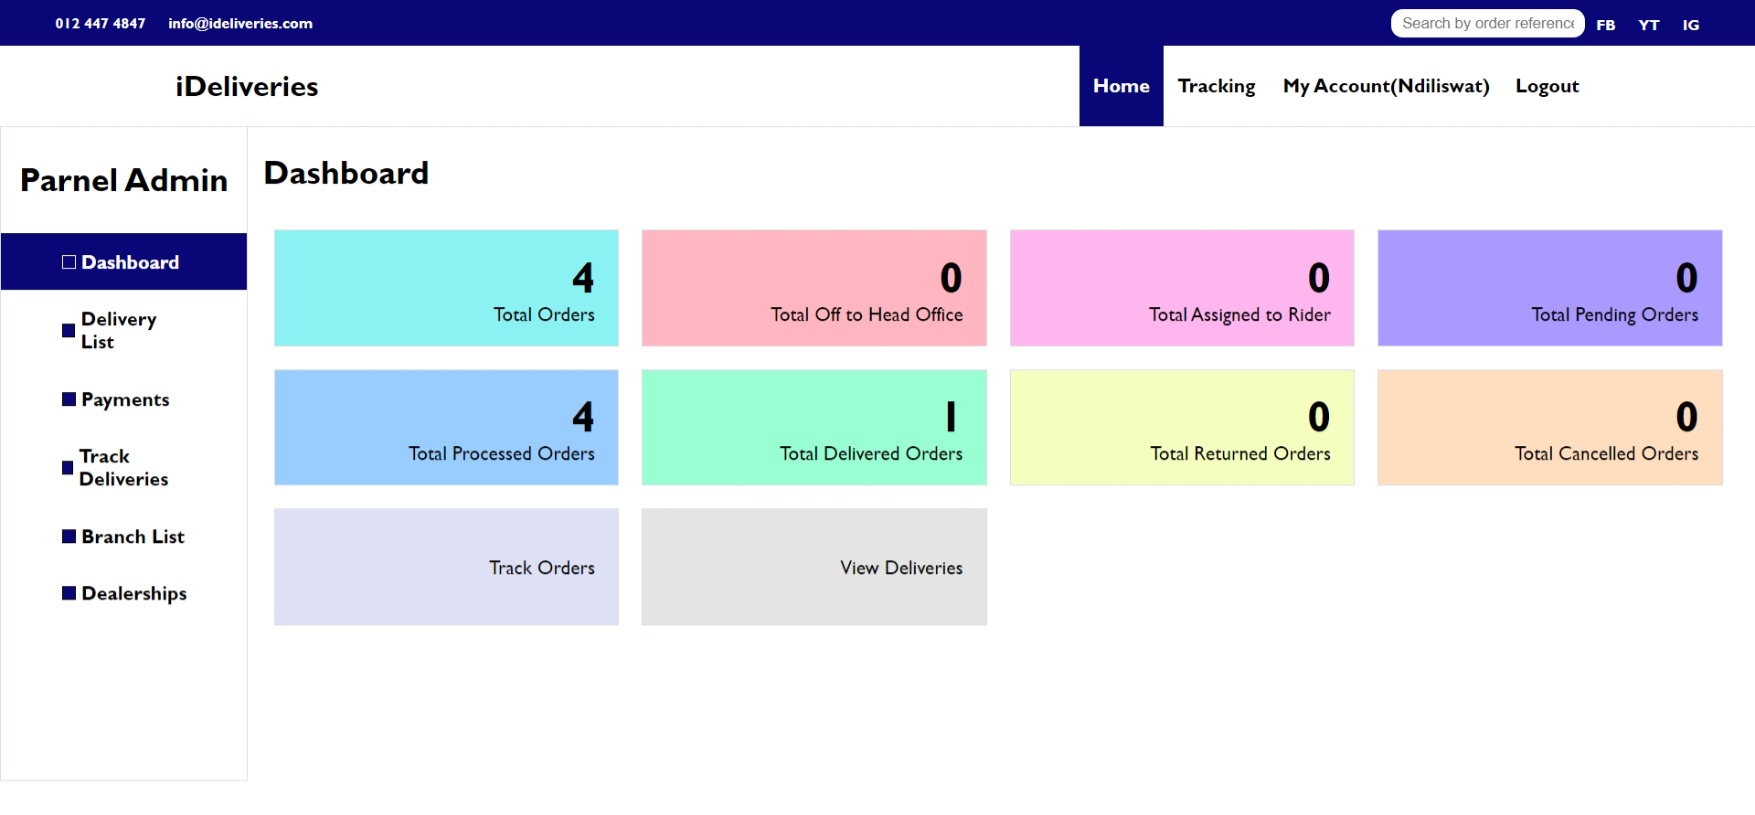 012 447 4847 info@ideliveries.com Search by order reference FB YT IG
iDeliveries Home Tracking My Account(Ndiliswat) Logout
Parnel Admin
Dashboard
Delivery
List
Payments
Track
Deliveries
Branch List
Dealerships
Dashboard
4
Total Orders
0
Total Off to Head Office
0
Total Assigned to Rider
0
Total Pending Orders
4
Total Processed Orders
1
Total Delivered Orders
0
Total Returned Orders
0
Total Cancelled Orders
Track Orders
View Deliveries